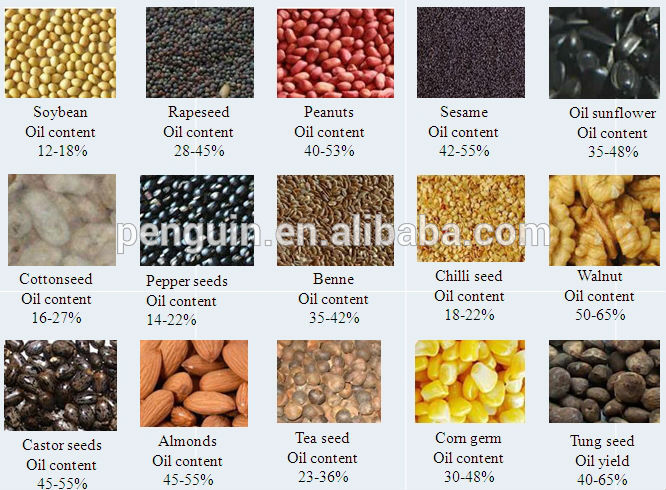 Soybean
Oil content
12-18%
Rapeseed
Oil content
28-45%
Peanuts
Oil content
40-53%
Sesame
Oil content
42-55%
Oil sunflower
Oil content
35-48%
penguin.en.alibaba.com
Cottonseed
Oil content
16-27%
Pepper seeds
Oil content
14-22%
Benne
Oil content
35-42%
Chilli seed
Oil content
18-22%
Walnut
Oil content
50-65%
Castor seeds
Oil content
45-55%
Almonds
Oil content
45-55%
Tea seed
Oil content
23-36%
Corn germ
Oil content
30-48%
Tung seed
Oil yield
40-65%